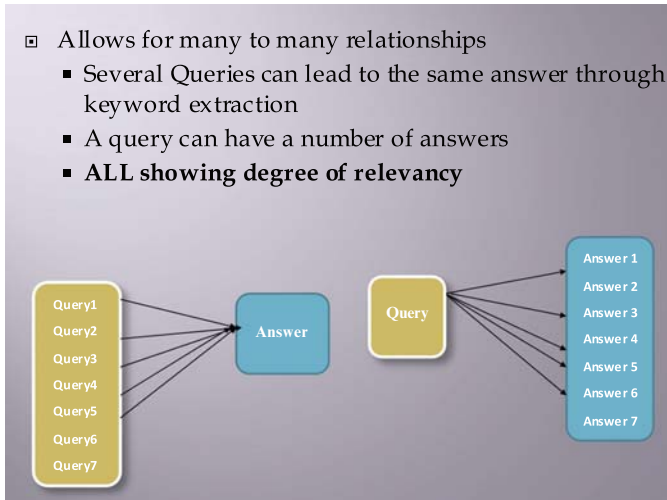 Allows for many to many relationships
Several Queries can lead to the same answer through
keyword extraction
A query can have a number of answers
ALL showing degree of relevancy
Query1
Query2
Query3
Query4
Query5
Query6
Query7
Answer
Query
Answer 1
Answer 2
Answer 3
Answer 4
Answer 5
Answer 6
Answer 7